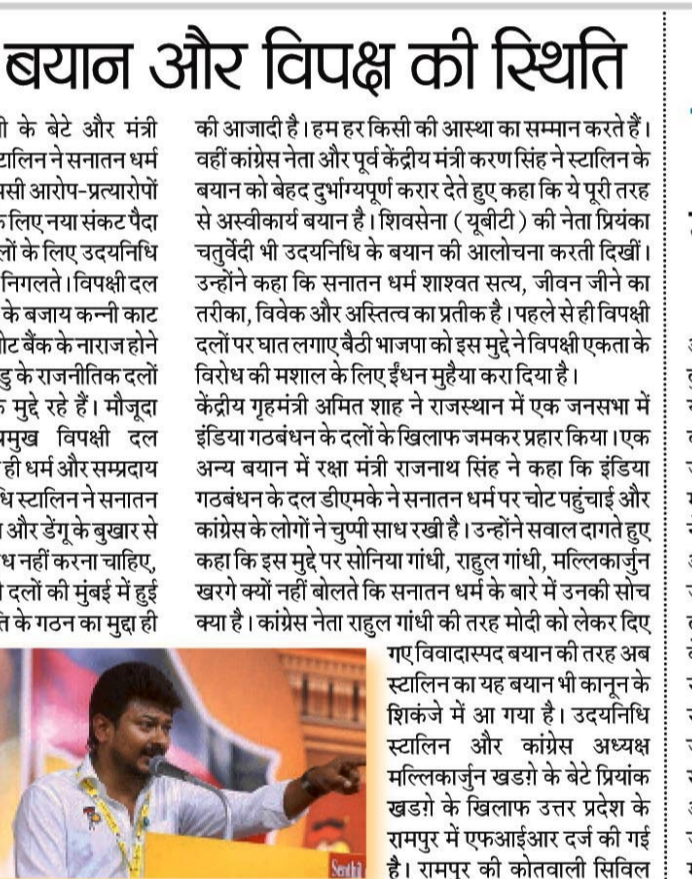 बयान और विपक्ष की स्थिति
के बेटे और मंत्री
ने सनातन धर्म
आरोप-प्रत्यारोपों
लिए नया संकट पैदा
के लिए उदयनिधि
निगलते। विपक्षी दल
के बजाय कन्नी काट
बैंक के नाराज होने
के राजनीतिक दलों
मुद्दे रहे हैं। मौजूदा
विपक्षी दल
ही धर्म और सम्प्रदाय
स्टालिन ने सनातन
और डेंगू के बुखार से
नहीं करना चाहिए,
दलों की मुंबई में हुई
के गठन का मुद्दा ही
की आजादी है। हम हर किसी की आस्था का सम्मान करते हैं।
वहीं कांग्रेस नेता और पूर्व केंद्रीय मंत्री करण सिंह ने स्टालिन के
बयान को बेहद दुर्भाग्यपूर्ण करार देते हुए कहा कि ये पूरी तरह
से अस्वीकार्य बयान है। शिवसेना (यूबीटी) की नेता प्रियंका
चतुर्वेदी भी उदयनिधि के बयान की आलोचना करती दिखीं।
उन्होंने कहा कि सनातन धर्म शाश्वत सत्य, जीवन जीने का
तरीका, विवेक और अस्तित्व का प्रतीक है। पहले से ही विपक्षी
दलों पर घात लगाए बैठी भाजपा को इस मुद्दे ने विपक्षी एकता के
विरोध की मशाल के लिए ईंधन मुहैया करा दिया है।
केंद्रीय गृहमंत्री अमित शाह ने राजस्थान में एक जनसभा में
इंडिया गठबंधन के दलों के खिलाफ जमकर प्रहार किया। एक
अन्य बयान में रक्षा मंत्री राजनाथ सिंह ने कहा कि इंडिया
गठबंधन के दल डीएमके ने सनातन धर्म पर चोट पहुंचाई और
कांग्रेस के लोगों ने चुप्पी साध रखी है। उन्होंने सवाल दागते हुए
कहा कि इस मुद्दे पर सोनिया गांधी, राहुल गांधी, मल्लिकार्जुन
खरगे क्यों नहीं बोलते कि सनातन धर्म के बारे में उनकी सोच
क्या है। कांग्रेस नेता राहुल गांधी की तरह मोदी को लेकर दिए
गए विवादास्पद बयान की तरह अब
स्टालिन का यह बयान भी कानून के
शिकंजे में आ गया है। उदयनिधि
स्टालिन और कांग्रेस अध्यक्ष
मल्लिकार्जुन खडग़े के बेटे प्रियांक
खडग़े के खिलाफ उत्तर प्रदेश के
रामपुर में एफआईआर दर्ज की गई
है। रामपुर की कोतवाली सिविल
Senthil